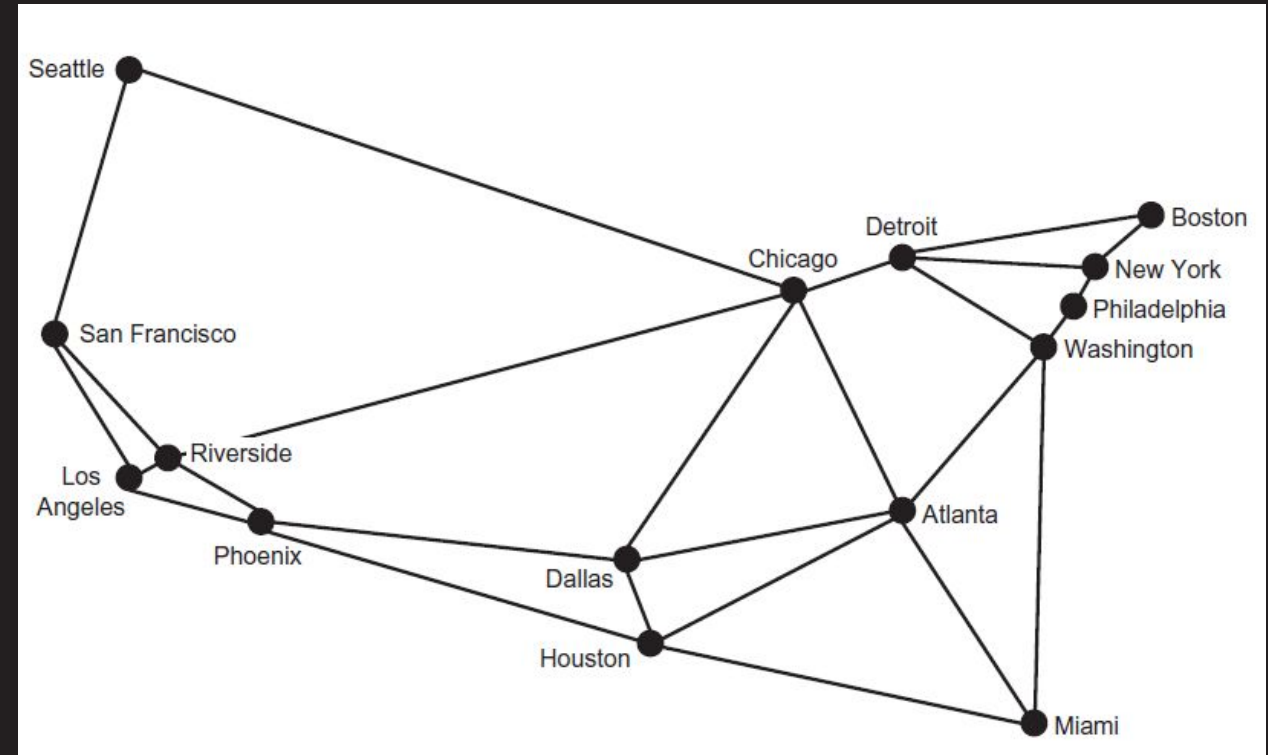 Seattle
Boston
Detroit
Chicago
New York
Philadelphia
San Francisco
Washington
Riverside
Los
Angeles
Atlanta
Phoenix
Dallas
Houston
Miami